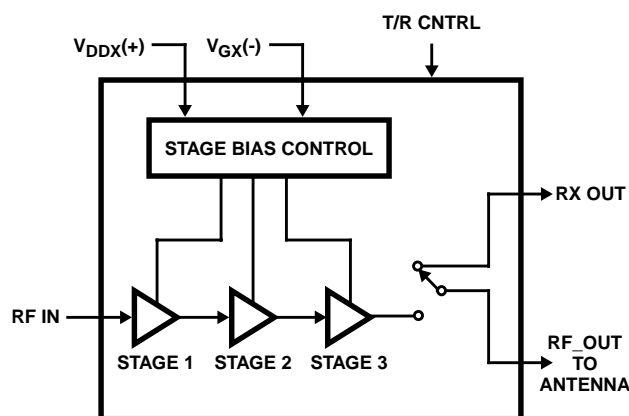 T/R CNTRL
VDDX(+)
VGX(-)
STAGE BIAS CONTROL
RX OUT
RF IN
STAGE 1
STAGE 2
STAGE 3
RF_OUT
TO
ANTENNA